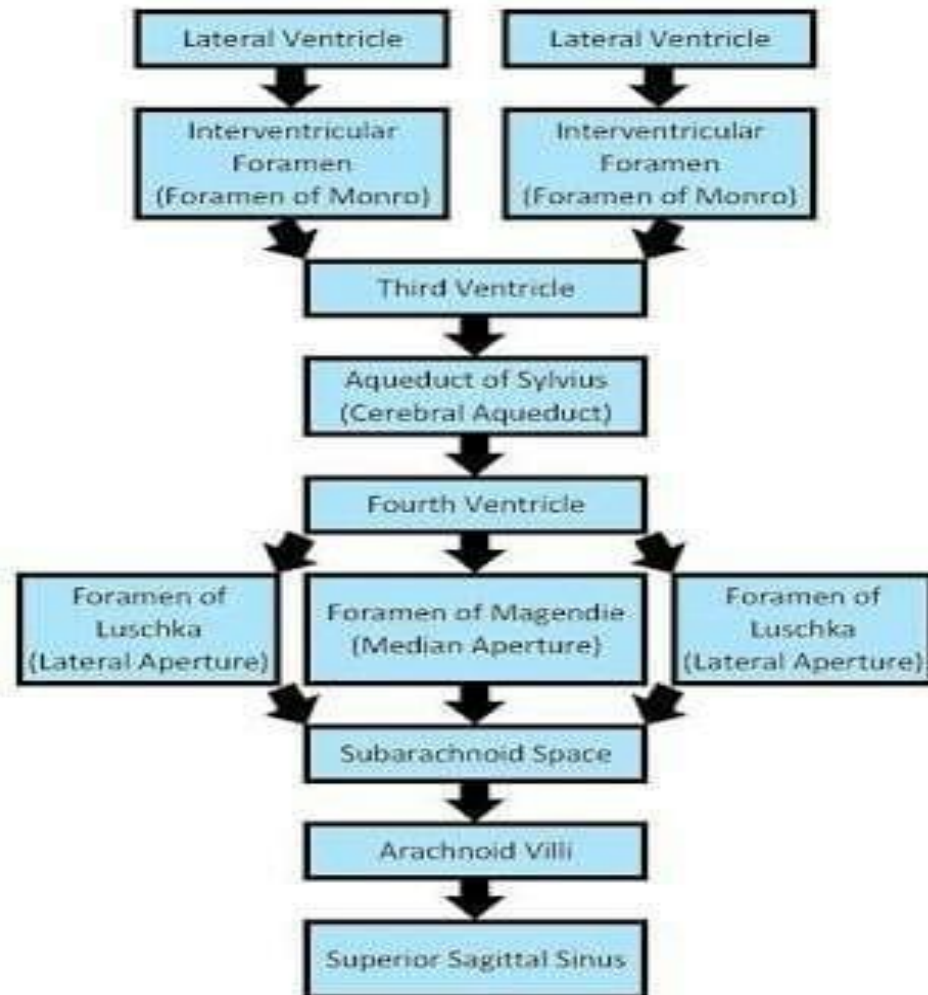 Lateral Ventricle
Lateral Ventricle
Interventricular
Foramen
(Foramen of Monro)
Interventricular
Foramen
(Foramen of Monro)
Third Ventricle
Aqueduct of Sylvius
(Cerebral Aqueduct)
Fourth Ventricle
Foramen of
Luschka
(Lateral Aperture)
Foramen of Magendie
(Median Aperture)
Foramen of
Luschka
(Lateral Aperture)
Subarachnoid Space
Arachnoid Villi
Superior Sagittal Sinus